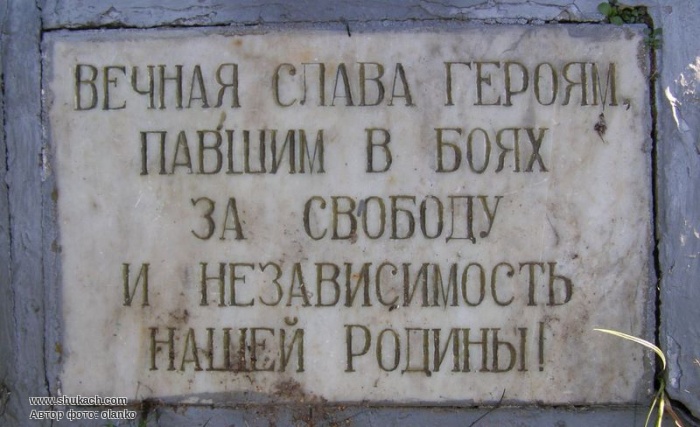 ВЕЧНАЯ СЛАВА ГЕРОЯМ,
ПАВШИМ В БОЯХ
ЗА СВОБОДУ
И НЕЗАВИСИМОСТЬ
НАШЕЙ РОДИНЫ!
www.shukach.com
Автор фото: olanko